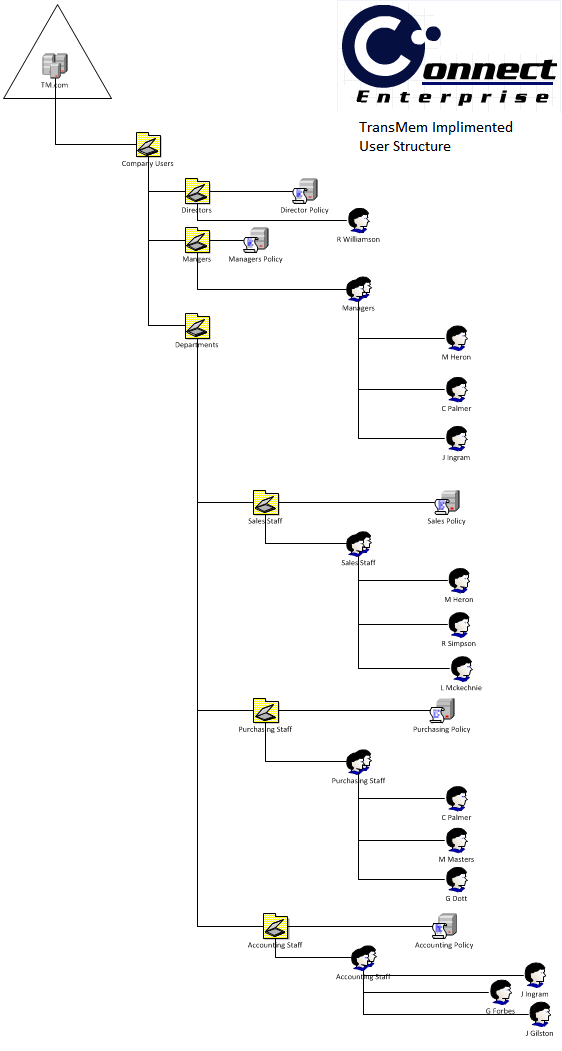 Connect
Enterprise
TransMem Implimented
User Structure
TM.com
Company Users
Directors
Director Policy
R Williamson
Mangers
Managers Policy
Managers
Departments
M Heron
C Palmer
J Ingram
Sales Staff
Sales Policy
Sales Staff
M Heron
R Simpson
L Mckechnie
Purchasing Staff
Purchasing Policy
Purchasing Staff
C Palmer
M Masters
G Dott
Accounting Staff
Accounting Policy
Accounting Staff
J Ingram
G Forbes
J Gilston